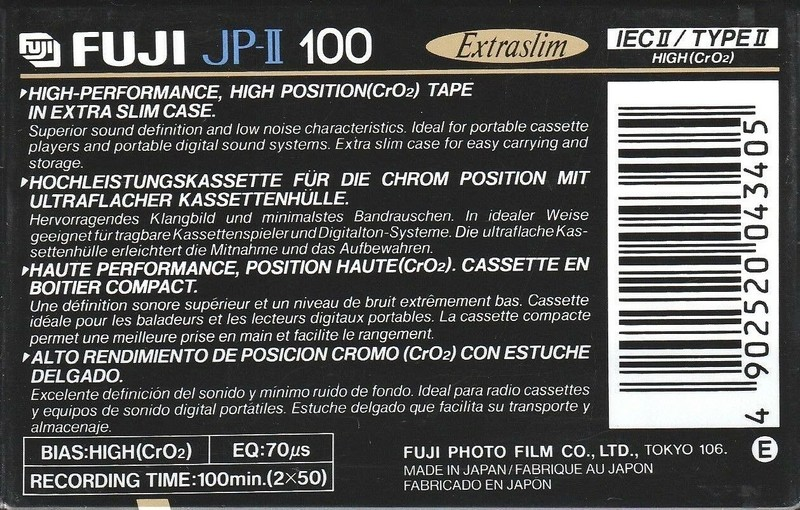 FUJI FUJI JP-II 100 Extraslim IEC II / TYPE II
HIGH (CrO2)
HIGH-PERFORMANCE, HIGH POSITION(CrO2) TAPE
IN EXTRA SLIM CASE.
Superior sound definition and low noise characteristics. Ideal for portable cassette
players and portable digital sound systems. Extra slim case for easy carrying and
storage.
HOCHLEISTUNGSKASSETTE FÜR DIE CHROM POSITION MIT
ULTRAFLACHER KASSETTENHÜLLE.
Hervorragendes Klangbild und minimalstes Bandrauschen. In idealer Weise
geeignet für tragbare Kassettenspieler und Digitalton-Systeme. Die ultraflache Kas-
settenhülle erleichtert die Mitnahme und das Aufbewahren.
HAUTE PERFORMANCE, POSITION HAUTE(CrO2). CASSETTE EN
BOITIER COMPACT.
Une définition sonore supérieur et un niveau de bruit extrêmement bas. Cassette
idéale pour les baladeurs et les lecteurs digitaux portables. La cassette compacte
permet une meilleure prise en main et facilite le rangement.
ALTO RENDIMIENTO DE POSICION CROMO (CrO2) CON ESTUCHE
DELGADO.
Excelente definición del sonido y mínimo ruido de fondo. Ideal para radio cassettes
y equipos de sonido digital portátiles. Estuche delgado que facilita su transporte y
almacenaje.
4 902520 043405
BIAS:HIGH(CrO2) EQ:70μs
RECORDING TIME:100min.(2×50)
FUJI PHOTO FILM CO., LTD., TOKYO 106. E
MADE IN JAPAN / FABRIQUE AU JAPON
FABRICADO EN JAPON